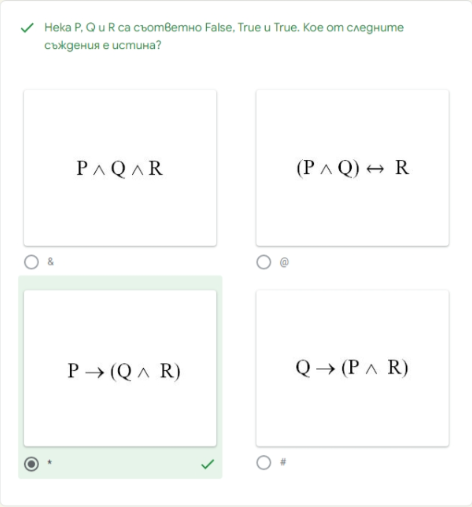 Нека P, Q и R са съответно False, True и True. Кое от следните
съждения е истина?
P ∧ Q ∧ R
(P ∧ Q) ↔ R
&
@
P → (Q ∧ R)
Q → (P ∧ R)
*
#